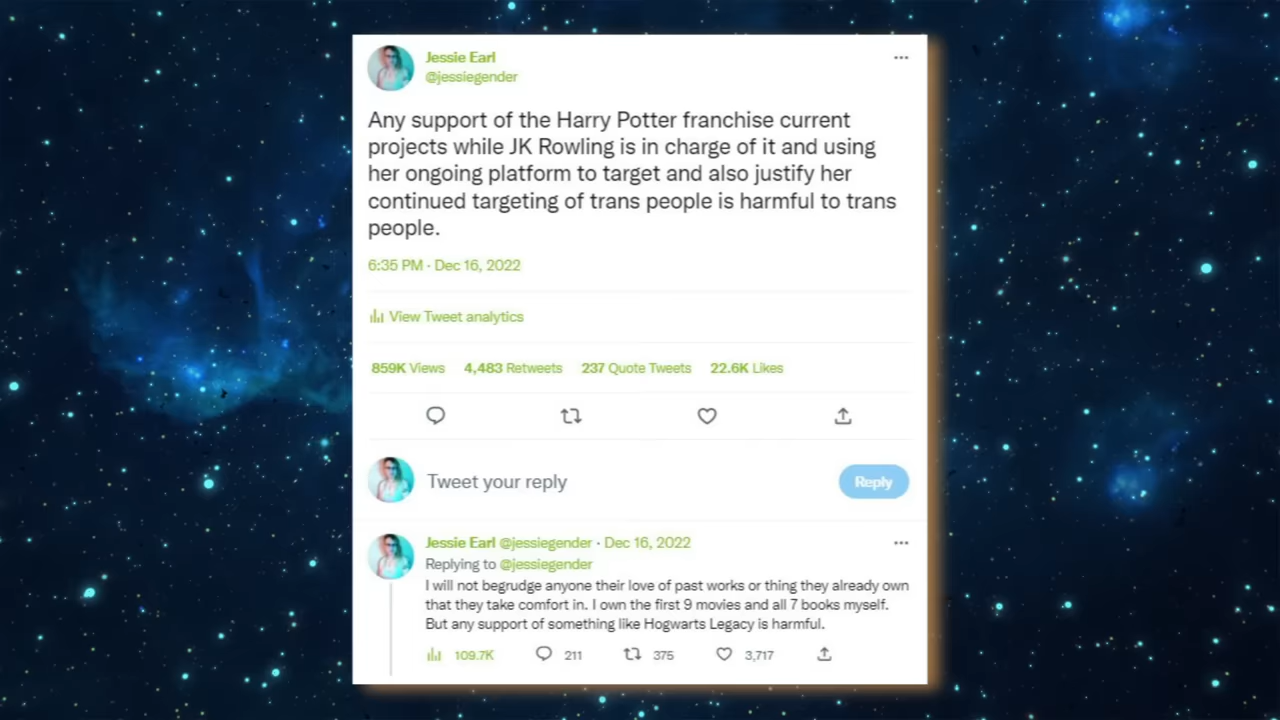 Jessie Earl
@jessiegender
Any support of the Harry Potter franchise current
projects while JK Rowling is in charge of it and using
her ongoing platform to target and also justify her
continued targeting of trans people is harmful to trans
people.
6:35 PM · Dec 16, 2022
View Tweet analytics
859K Views 4,483 Retweets 237 Quote Tweets 22.6K Likes
Tweet your reply
Reply
Jessie Earl @jessiegender · Dec 16, 2022
Replying to @jessiegender
I will not begrudge anyone their love of past works or thing they already own
that they take comfort in. I own the first 9 movies and all 7 books myself.
But any support of something like Hogwarts Legacy is harmful.
109.7K 211 375 3,717